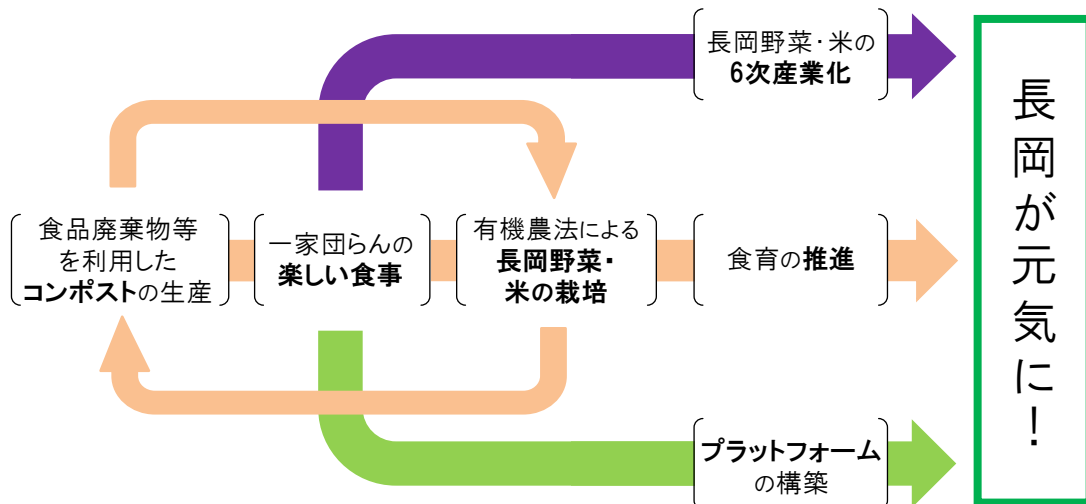 長岡野菜・米の
6次産業化
食品廃棄物等
を利用した
コンポストの生産
一家団らんの
楽しい食事
有機農法による
長岡野菜・
米の栽培
食育の推進
プラットフォーム
の構築
長岡が元気に！